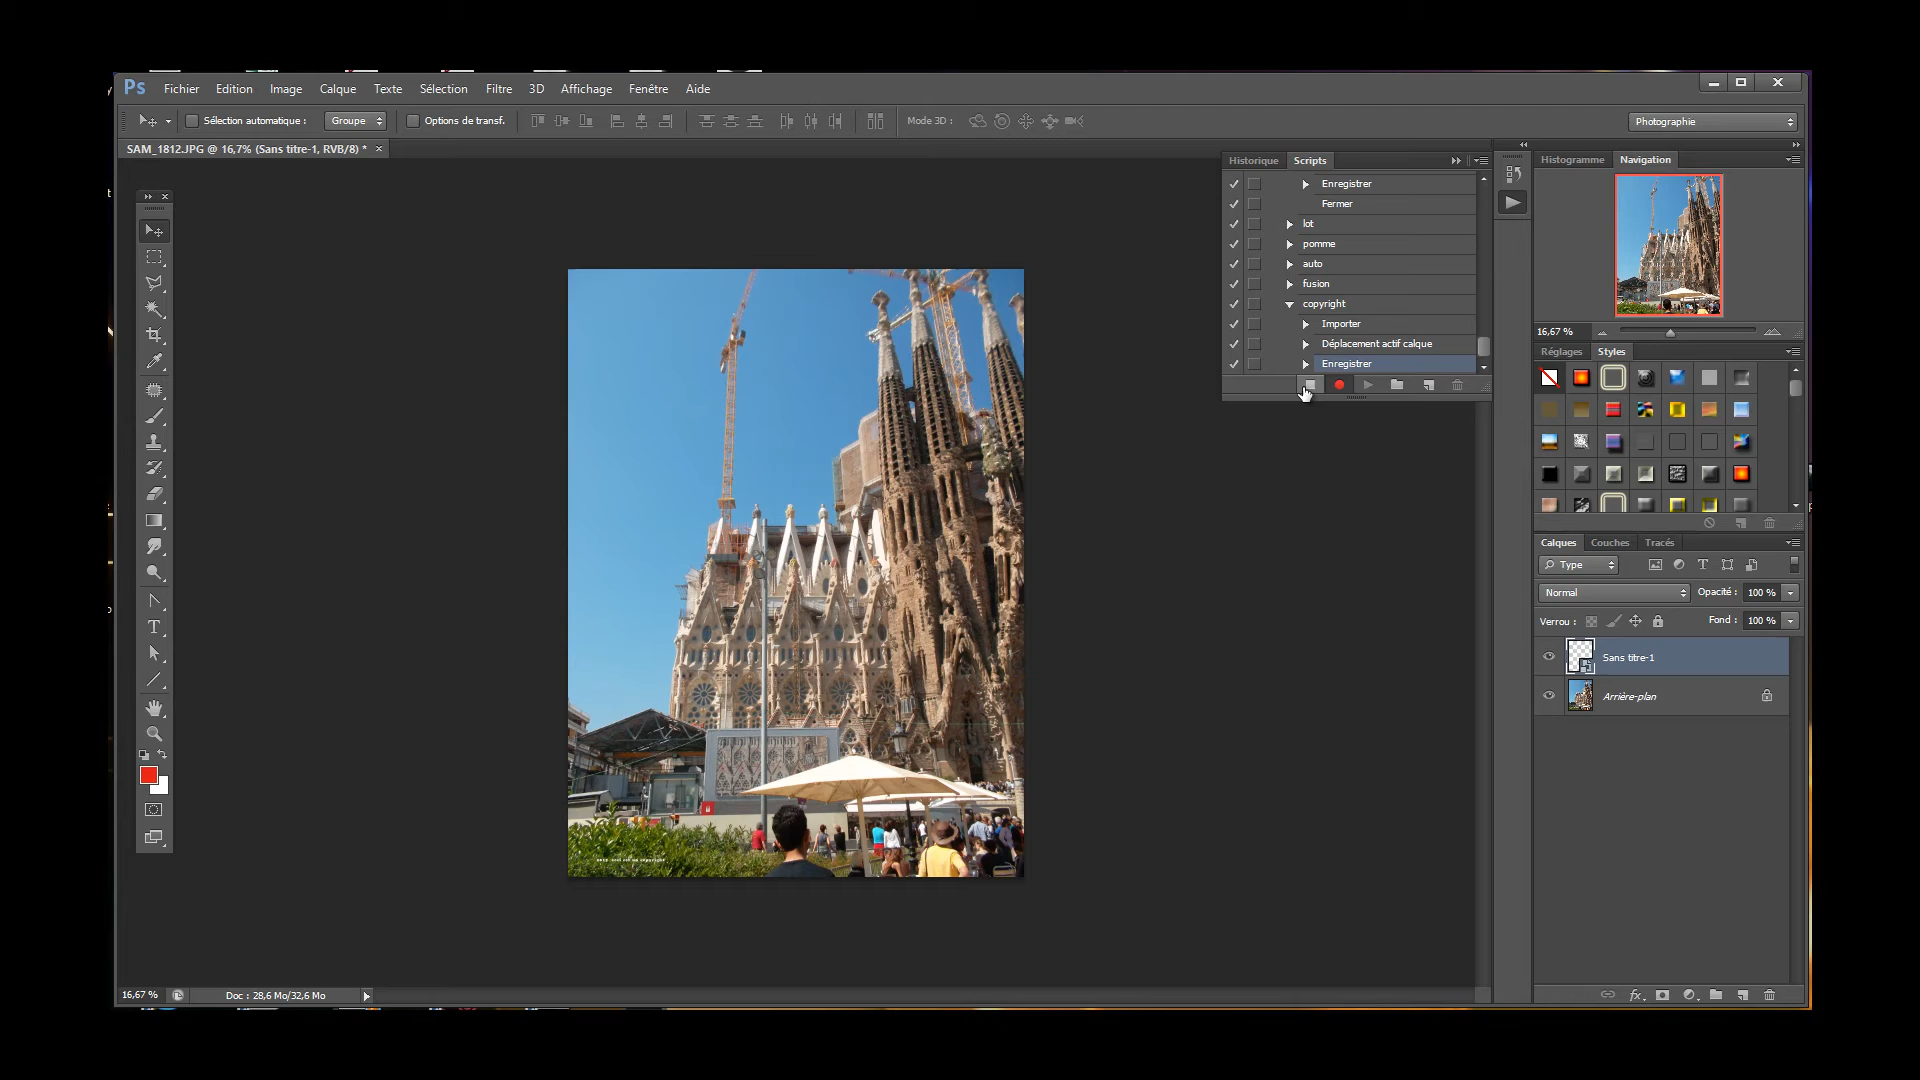 Ps Fichier Edition Image Calque Texte Sélection Filtre 3D Affichage Fenêtre Aide
Sélection automatique : Groupe Options de transf. Mode 3D : Photographie
SAM_1812.JPG @ 16,7% (Sans titre-1, RVB/8) * ×
Historique Scripts
Enregistrer
Fermer
lot
pomme
auto
fusion
copyright
Importer
Déplacement actif calque
Enregistrer
Histogramme Navigation
16,67 %
Réglages Styles
Calques Couches Tracés
Type
Normal Opacité : 100 %
Verrou : Fond : 100 %
Sans titre-1
Arrière-plan
fx
T
16,67 % Doc : 28,6 Mo/32,6 Mo